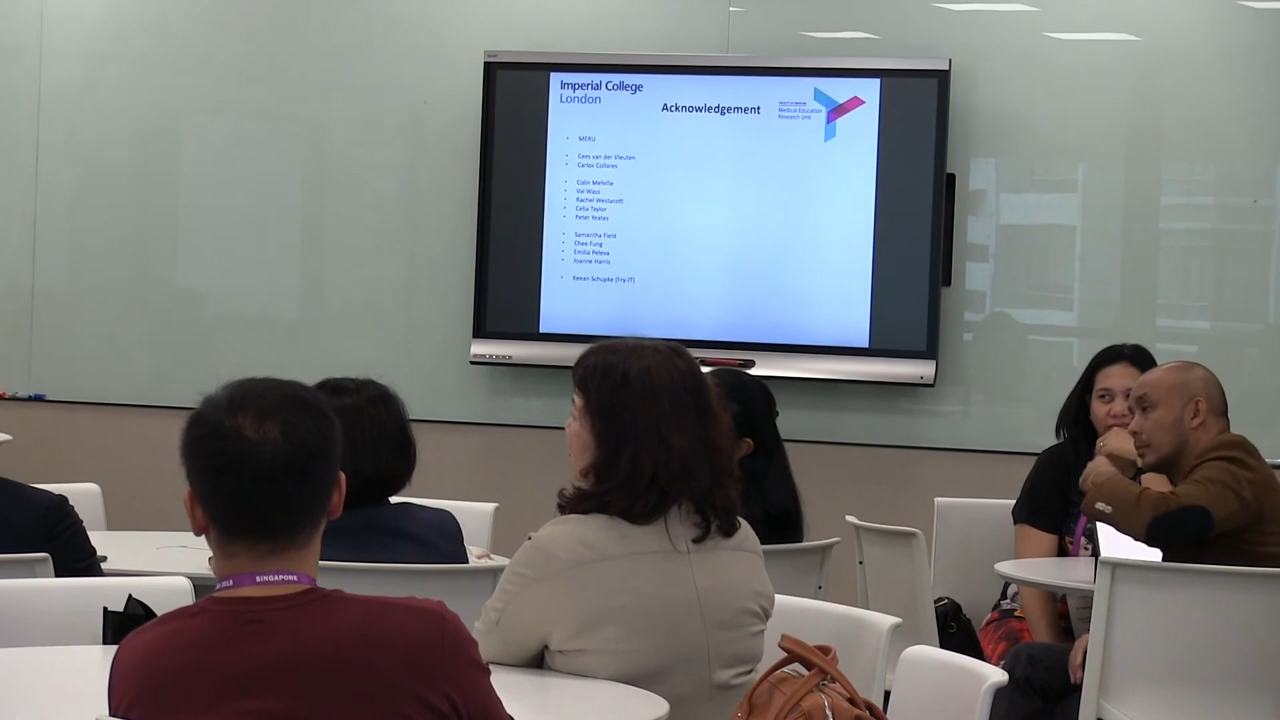 Imperial College
London
Acknowledgement
Medical Education
Research Unit
MERU
Cees van der Vleuten
Carlos Collares
Colin Melville
Val Wass
Rachel Westacott
Celia Taylor
Peter Yeates
Samantha Field
Chee Fung
Emilia Peleva
Joanne Harris
Keean Schupke (Fry-IT)
2018 SINGAPORE